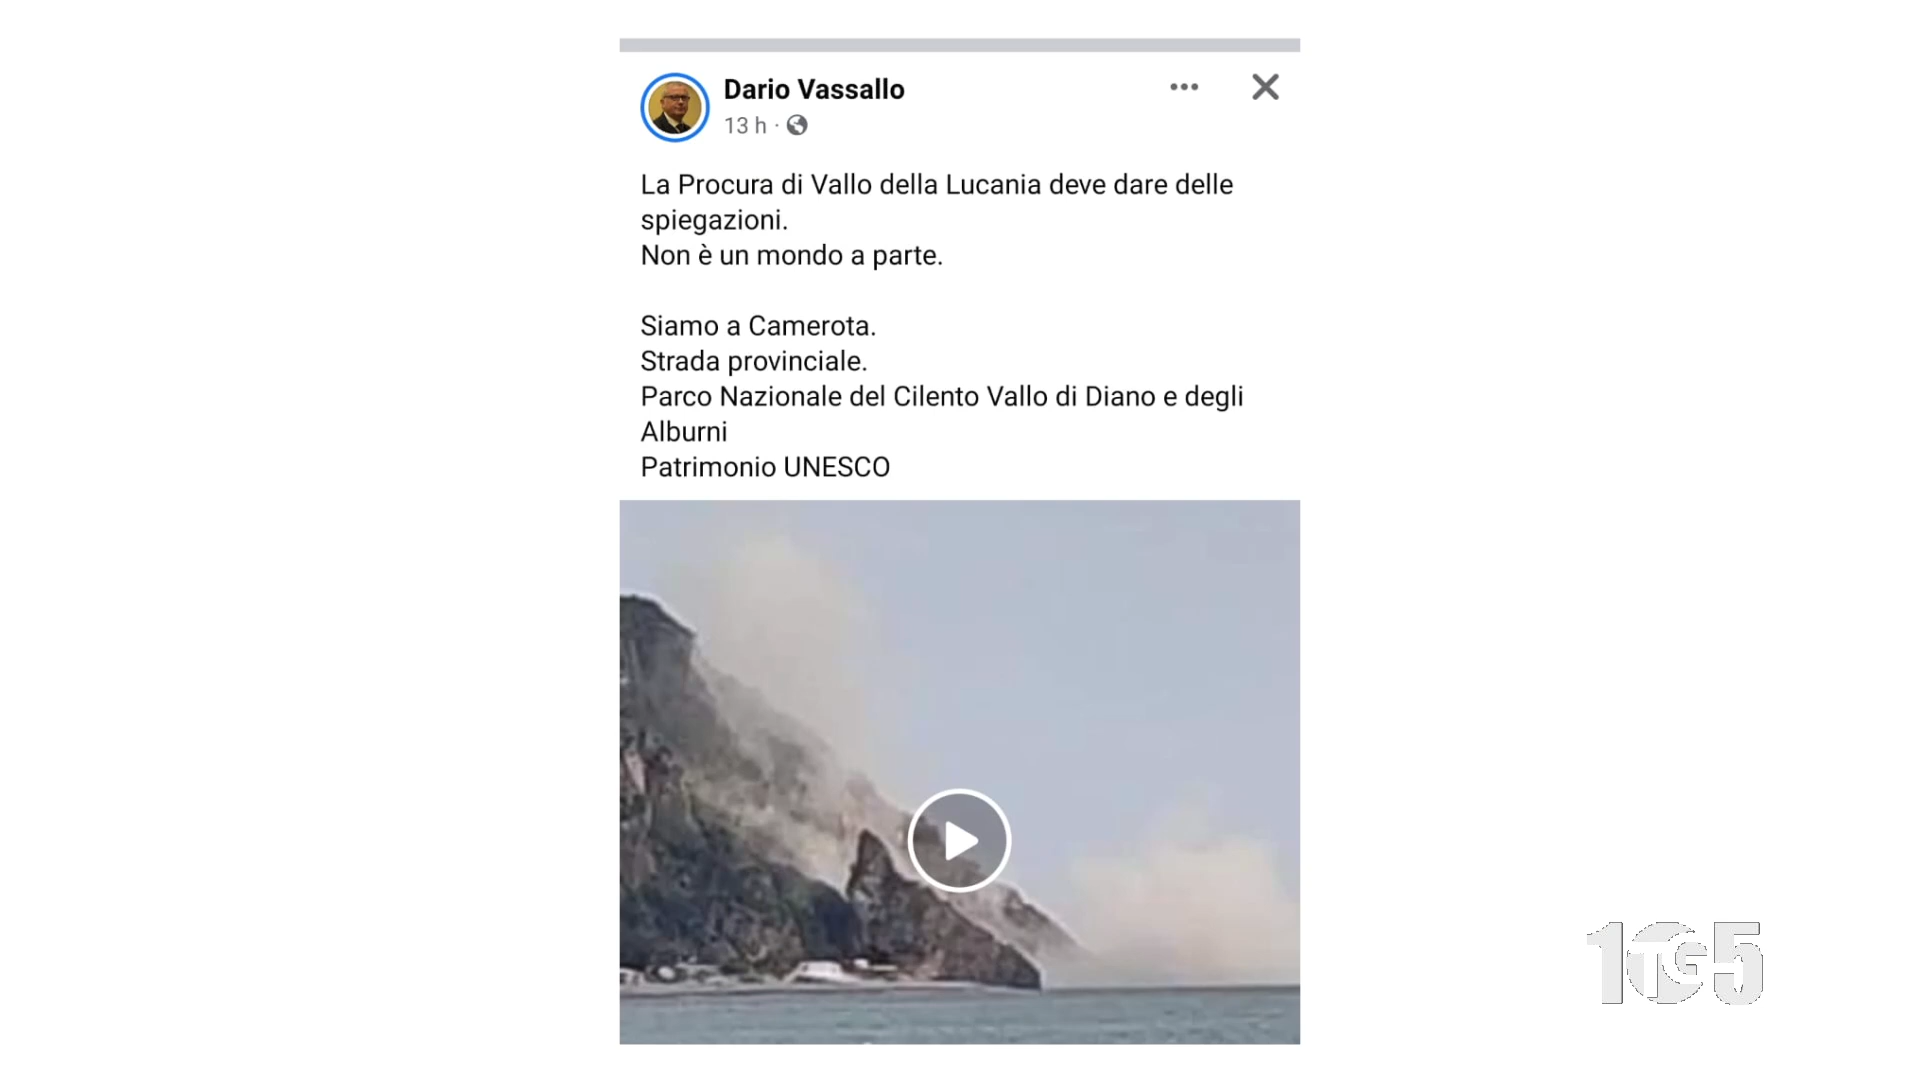 Dario Vassallo
13 h ·
La Procura di Vallo della Lucania deve dare delle
spiegazioni.
Non è un mondo a parte.
Siamo a Camerota.
Strada provinciale.
Parco Nazionale del Cilento Vallo di Diano e degli
Alburni
Patrimonio UNESCO
1TG5